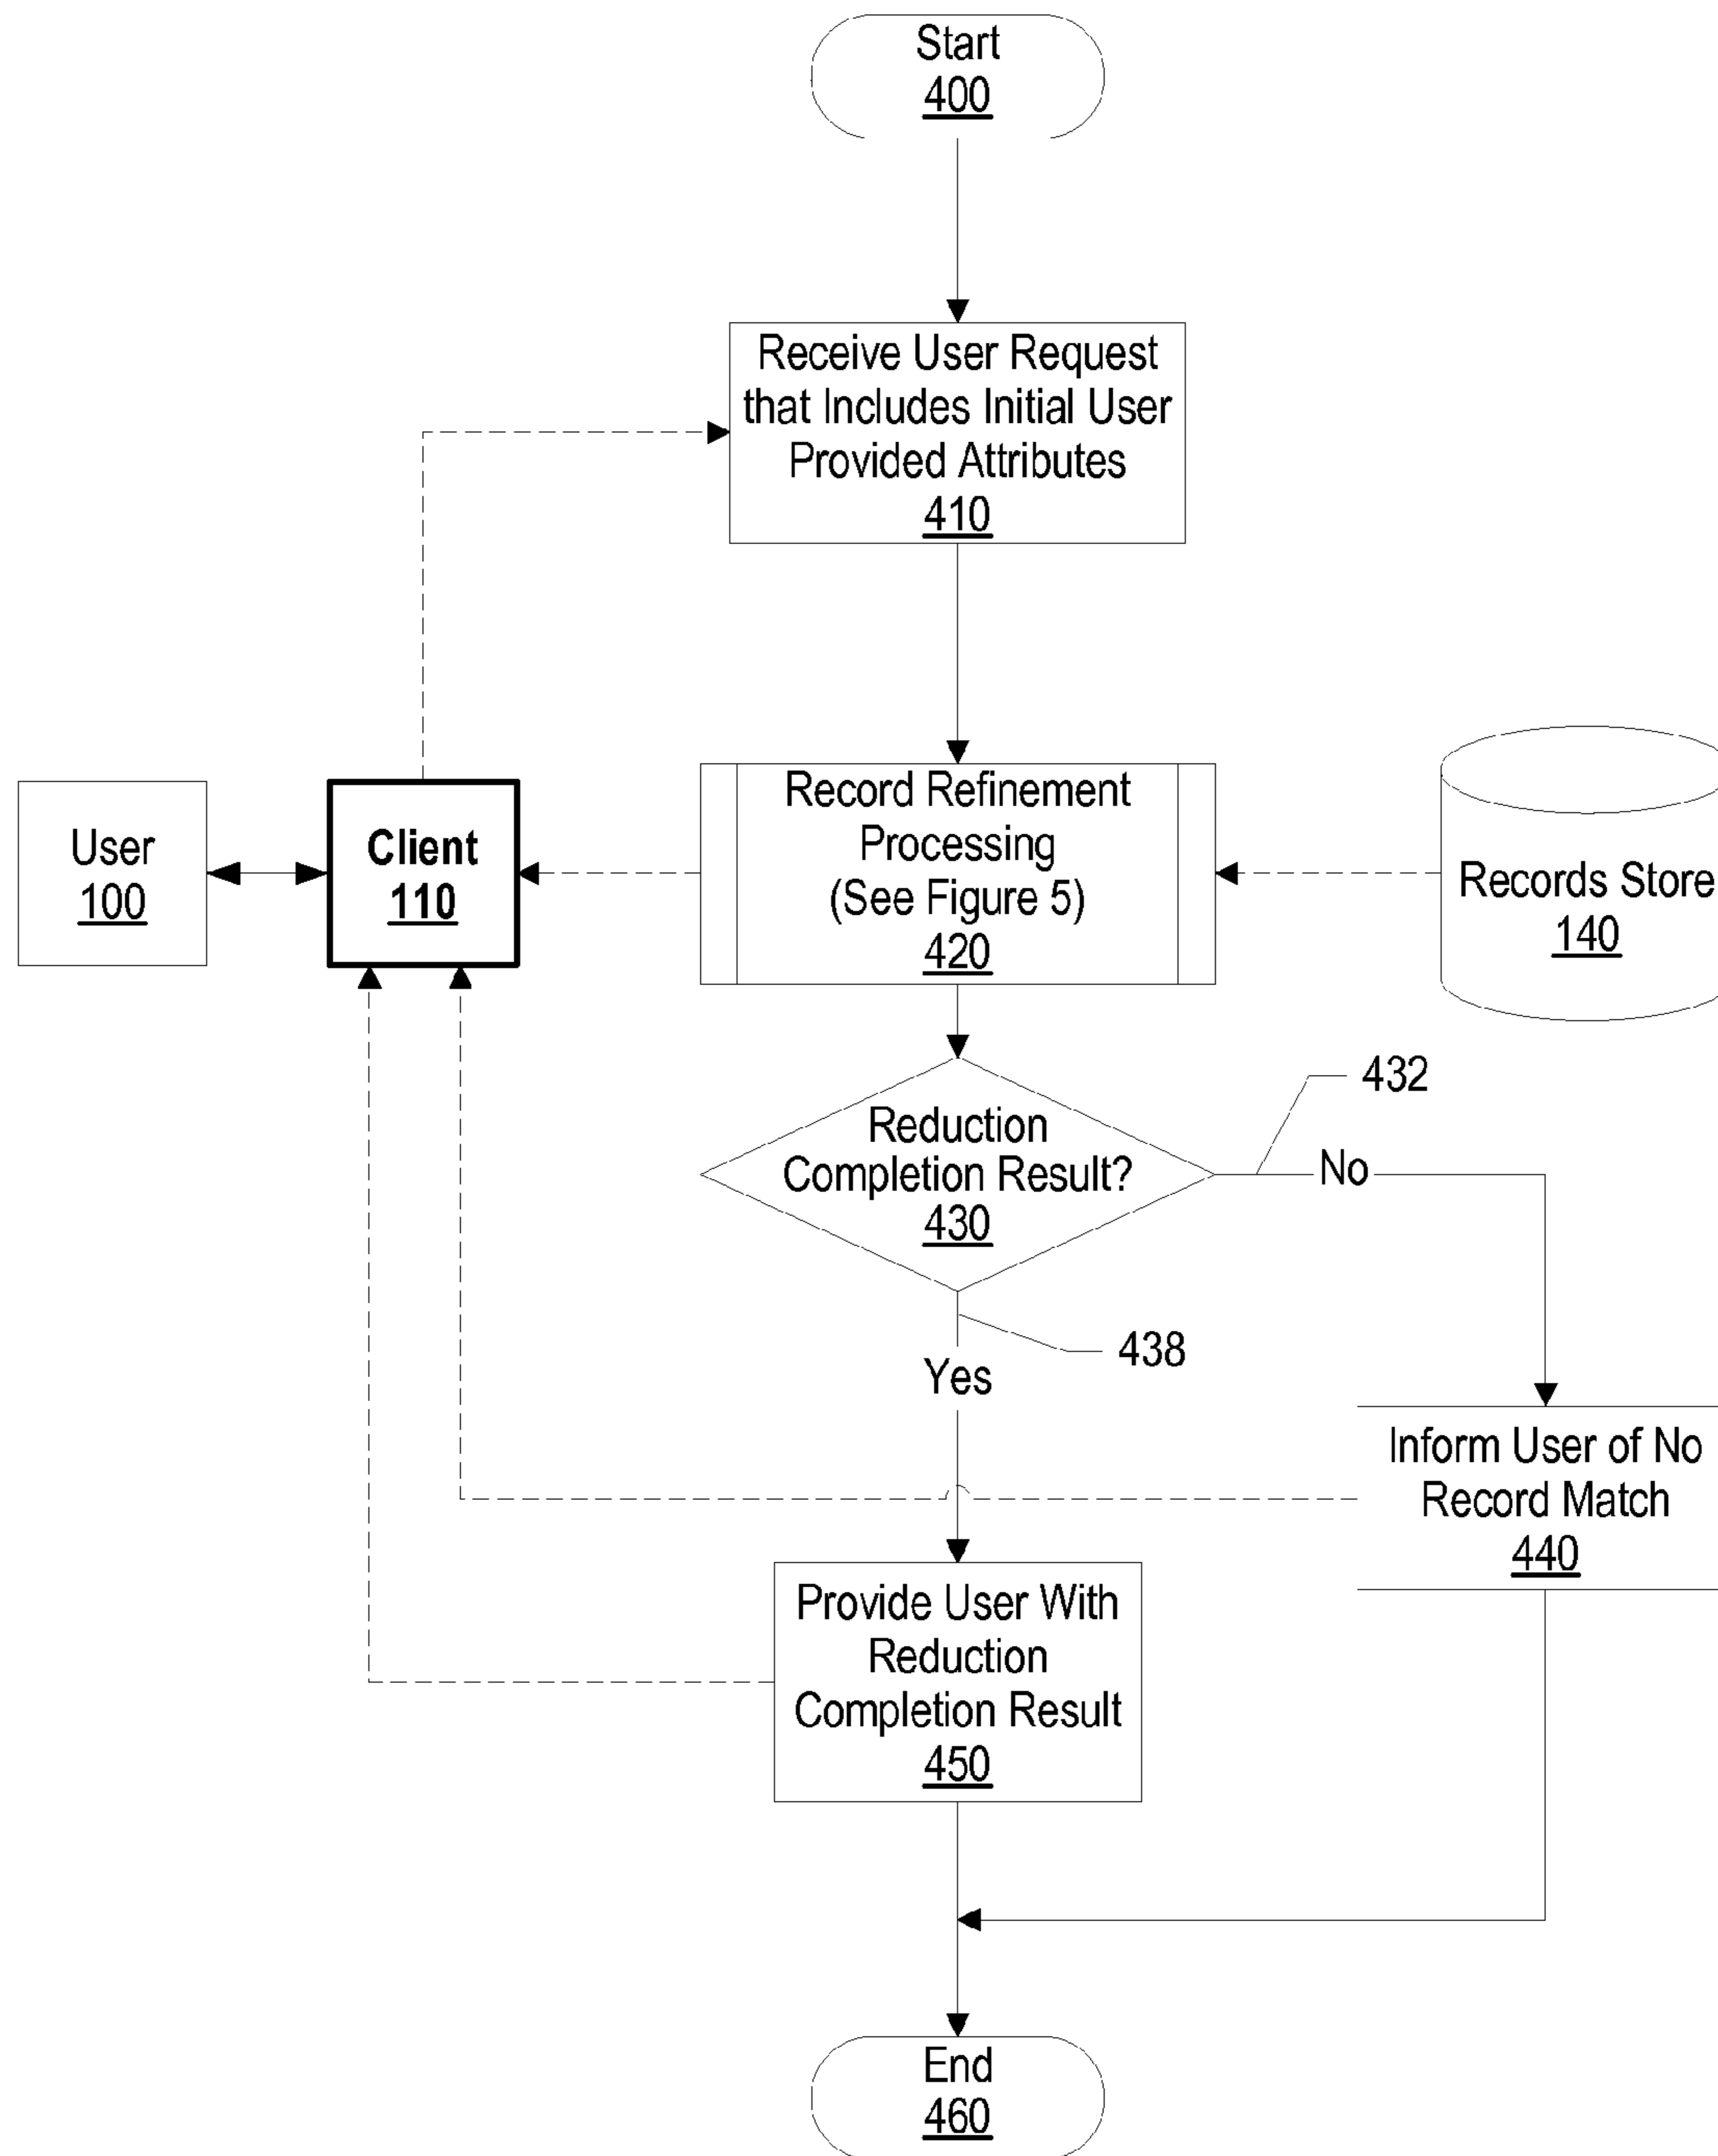 Start
400
Receive User Request
that Includes Initial User
Provided Attributes
410
User
100
Client
110
Record Refinement
Processing
(See Figure 5)
420
Records Store
140
432
Reduction
Completion Result?
430
No
438
Yes
Inform User of No
Record Match
440
Provide User With
Reduction
Completion Result
450
End
460